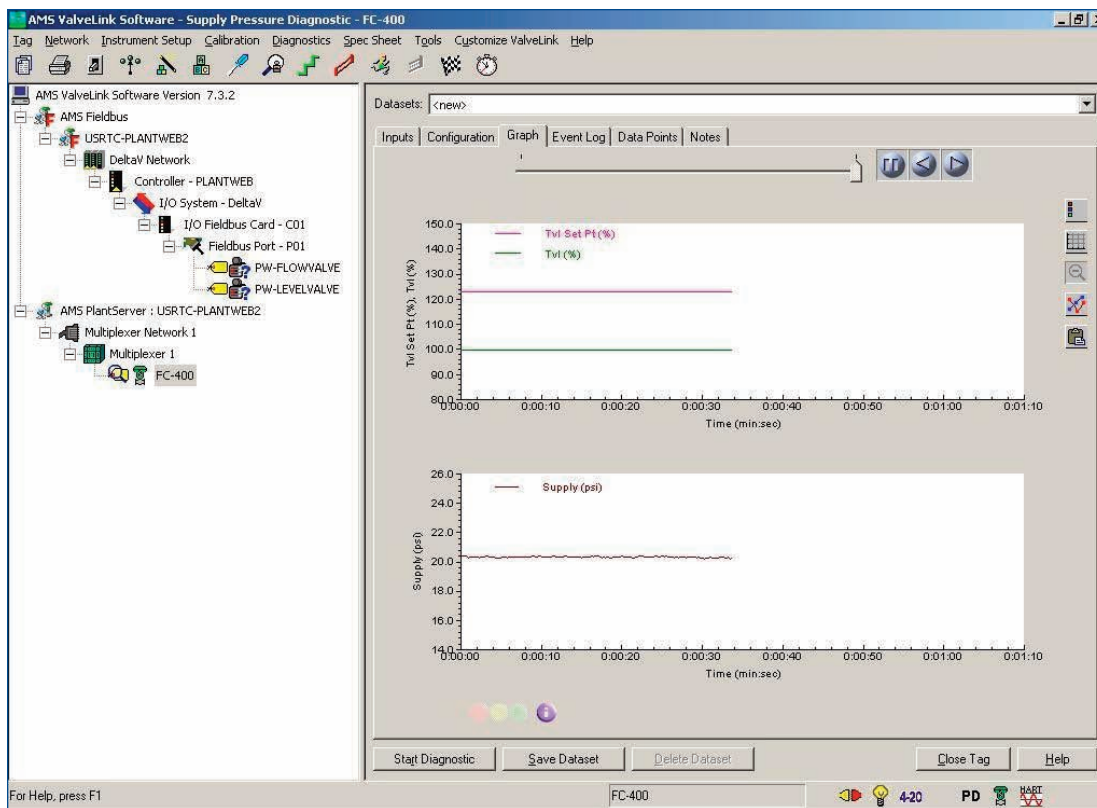 AMS ValveLink Software - Supply Pressure Diagnostic - FC-400
Tag Network Instrument Setup Calibration Diagnostics Spec Sheet Tools Customize ValveLink Help
AMS ValveLink Software Version 7.3.2
AMS Fieldbus
USRTC-PLANTWEB2
DeltaV Network
Controller - PLANTWEB
I/O System - DeltaV
I/O Fieldbus Card - C01
Fieldbus Port - P01
PW-FLOWVALVE
PW-LEVELVALVE
AMS PlantServer : USRTC-PLANTWEB2
Multiplexer Network 1
Multiplexer 1
FC-400
Datasets: <new>
Inputs Configuration Graph Event Log Data Points Notes
Tvl Set Pt (%), Tvl (%)
150.0
140.0
130.0
120.0
110.0
100.0
90.0
80.0
Tvl Set Pt (%)
Tvl (%)
0:00:00 0:00:10 0:00:20 0:00:30 0:00:40 0:00:50 0:01:00 0:01:10
Time (min:sec)
Supply (psi)
26.0
24.0
22.0
20.0
18.0
16.0
14.0
Supply (psi)
0:00:00 0:00:10 0:00:20 0:00:30 0:00:40 0:00:50 0:01:00 0:01:10
Time (min:sec)
Start Diagnostic Save Dataset Delete Dataset Close Tag Help
For Help, press F1 FC-400 4-20 PD HART